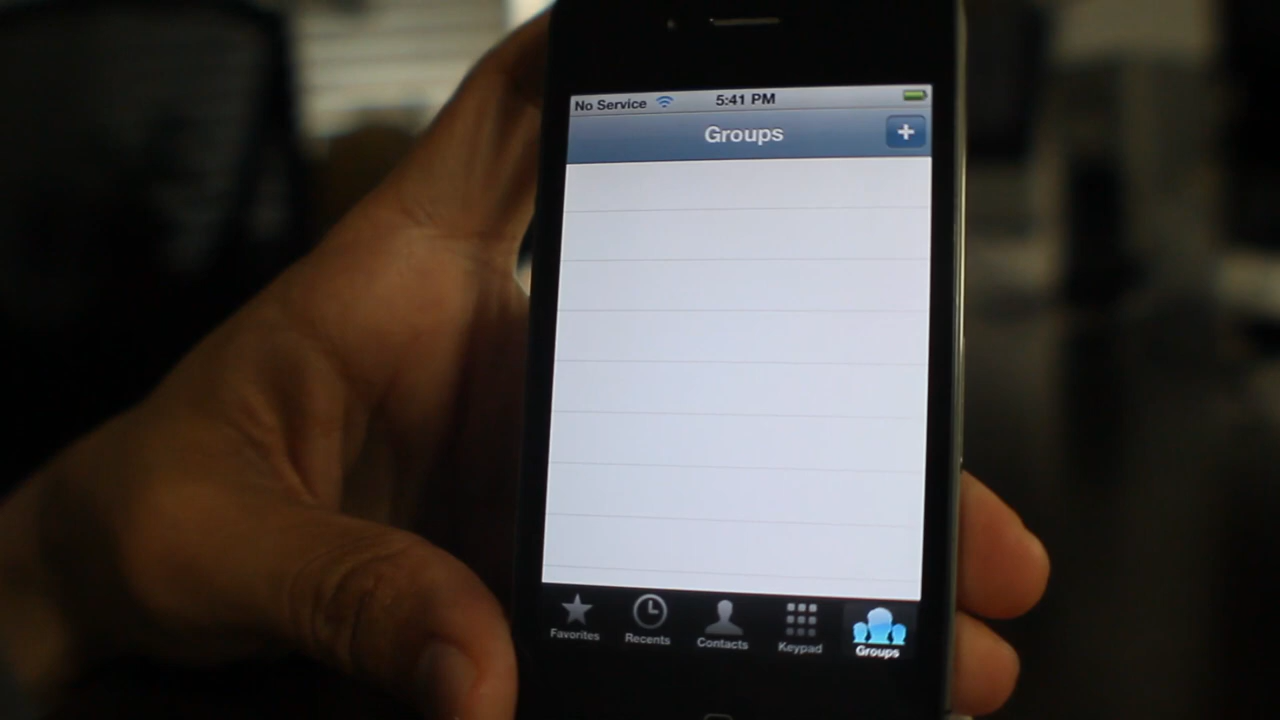 No Service 5:41 PM
Groups +
Favorites Recents Contacts Keypad Groups